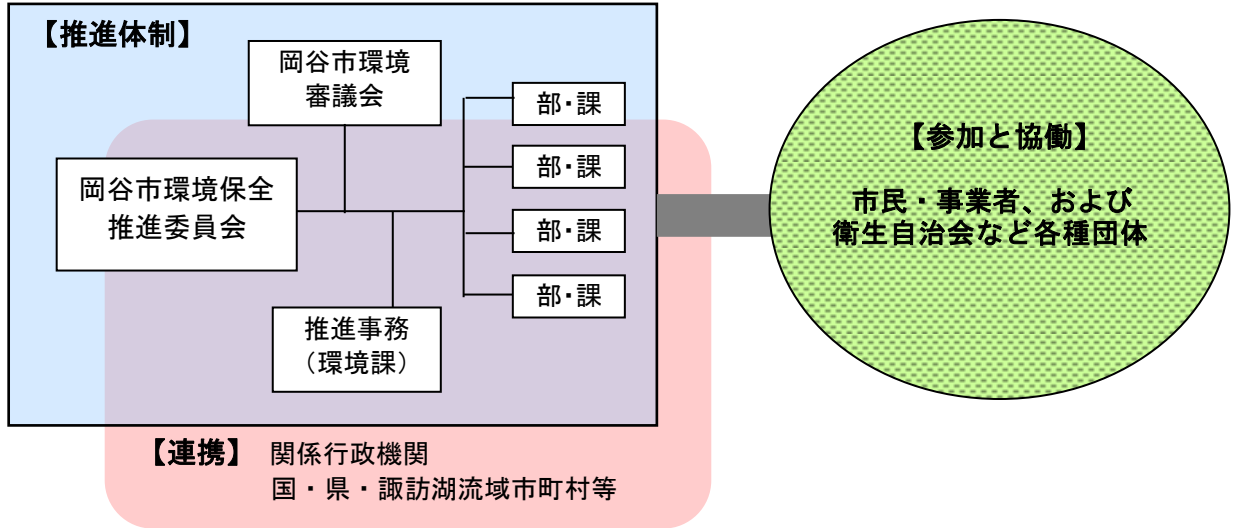 【推進体制】
岡谷市環境
審議会
岡谷市環境保全
推進委員会
推進事務
（環境課）
部・課
部・課
部・課
部・課
【連携】 関係行政機関
国・県・諏訪湖流域市町村等
【参加と協働】
市民・事業者、および
衛生自治会など各種団体